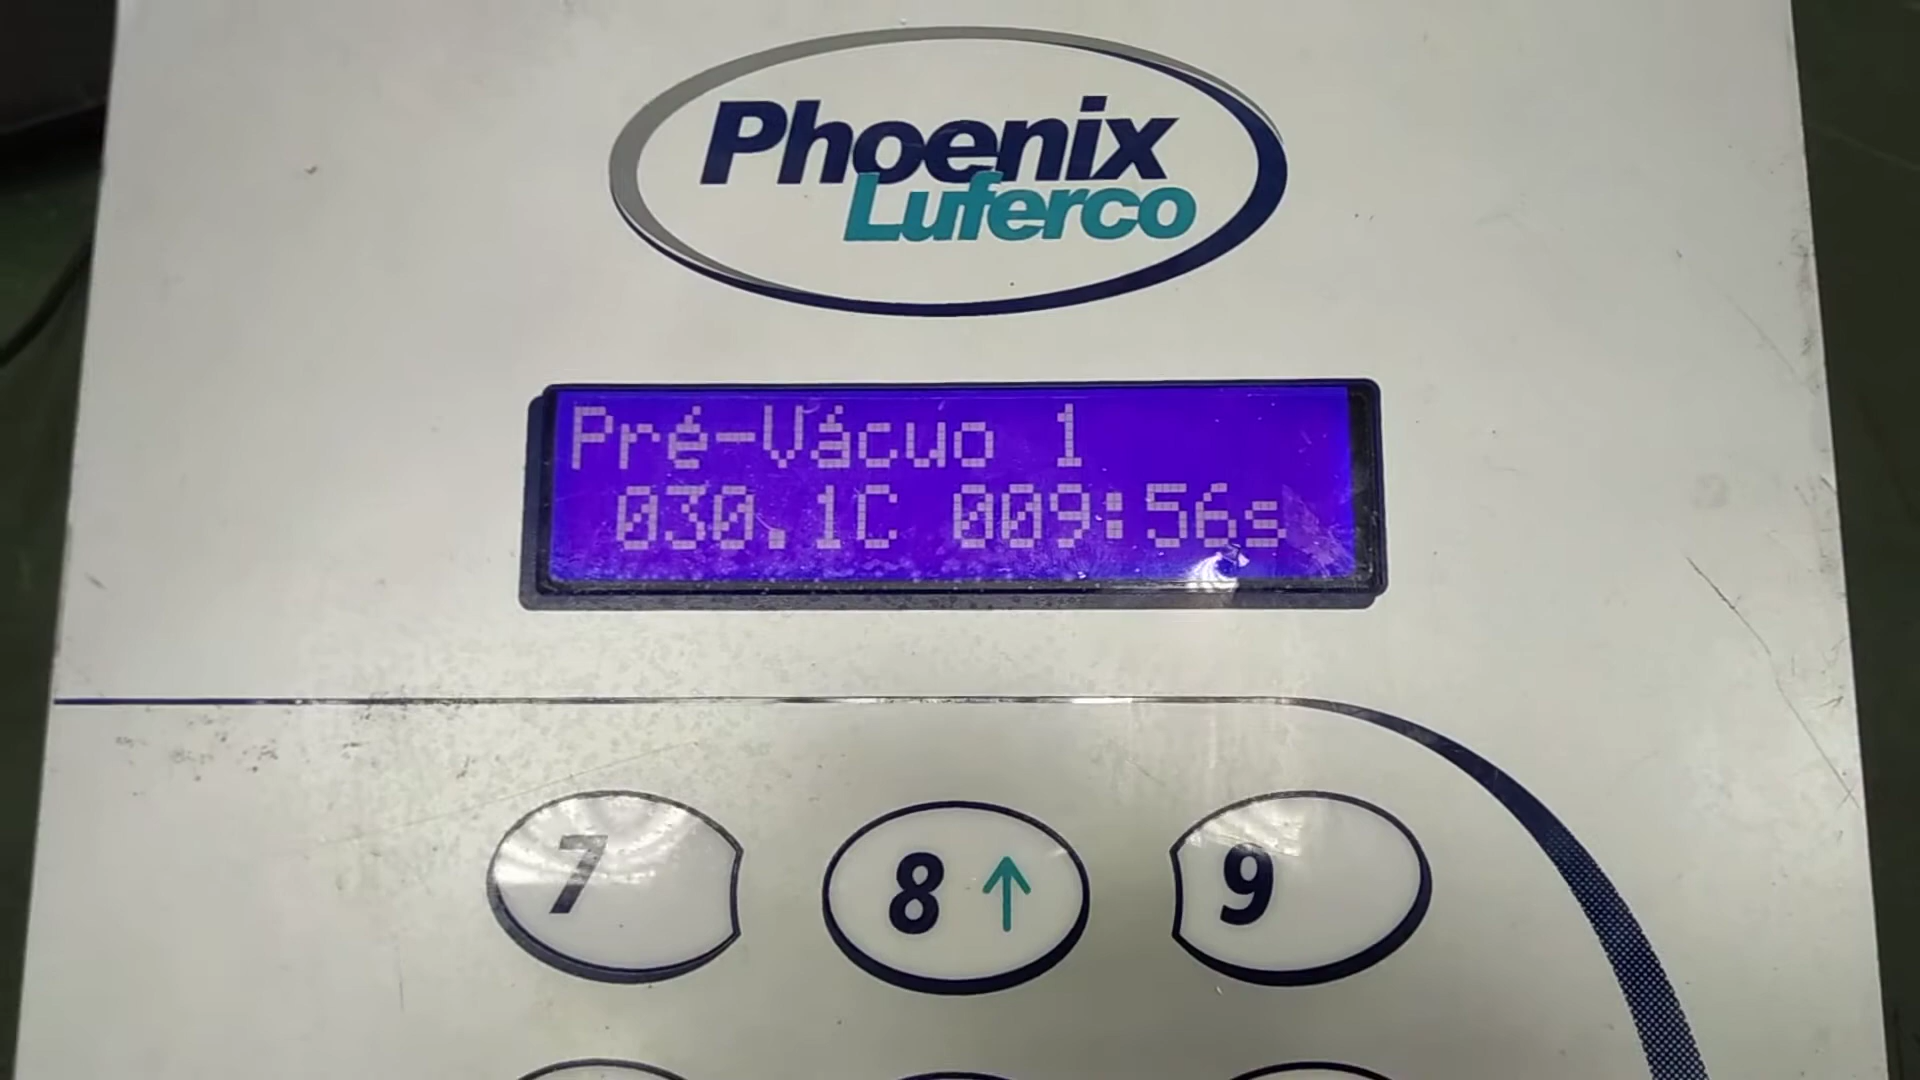 Phoenix
Luferco
Pré-Vácuo 1
030.1C 009:56s
7 8↑ 9